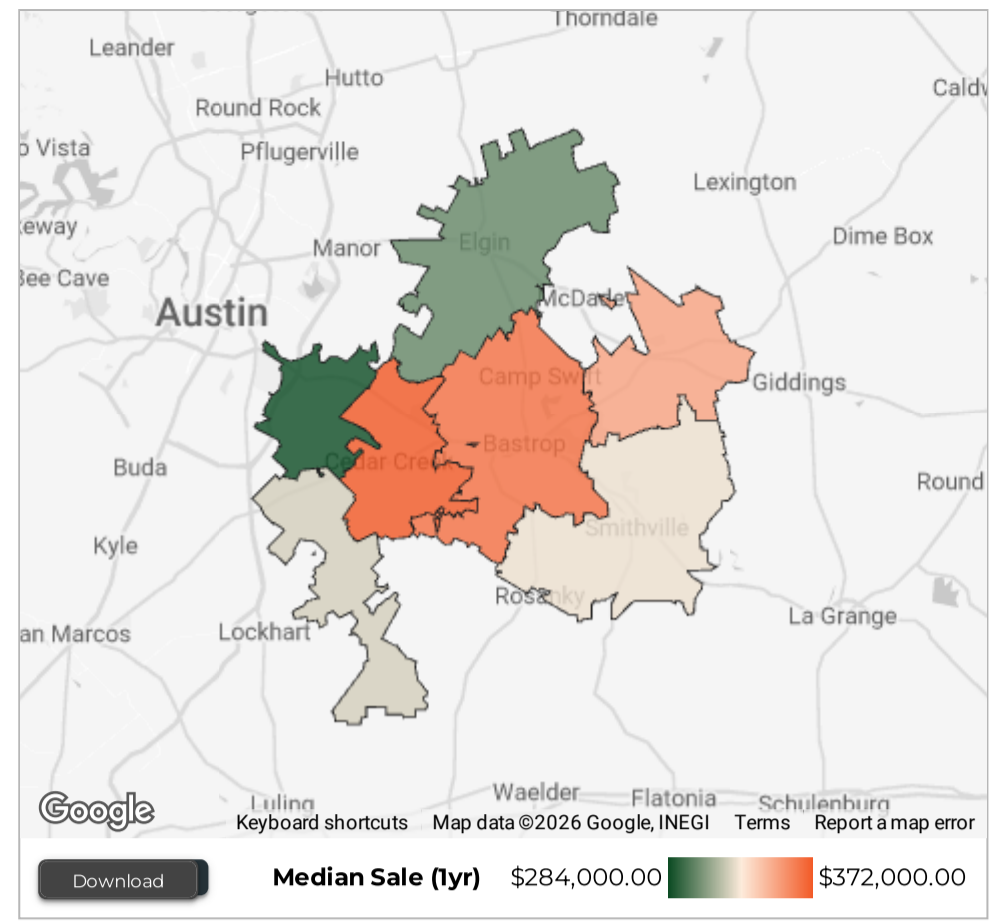 Thorndale
Leander
Hutto
Caldw
Round Rock
o Vista
Pflugerville
Lexington
keway
Manor
Elgin
Dime Box
Bee Cave
McDade
Austin
Camp Swift
Giddings
Bastrop
Cedar Creek
Buda
Round
Smithville
Kyle
Rosanky
La Grange
an Marcos
Lockhart
Waelder
Flatonia
Luling
Schulenburg
Google
Keyboard shortcuts Map data ©2026 Google, INEGI Terms Report a map error
Download
Median Sale (1yr) $284,000.00 $372,000.00